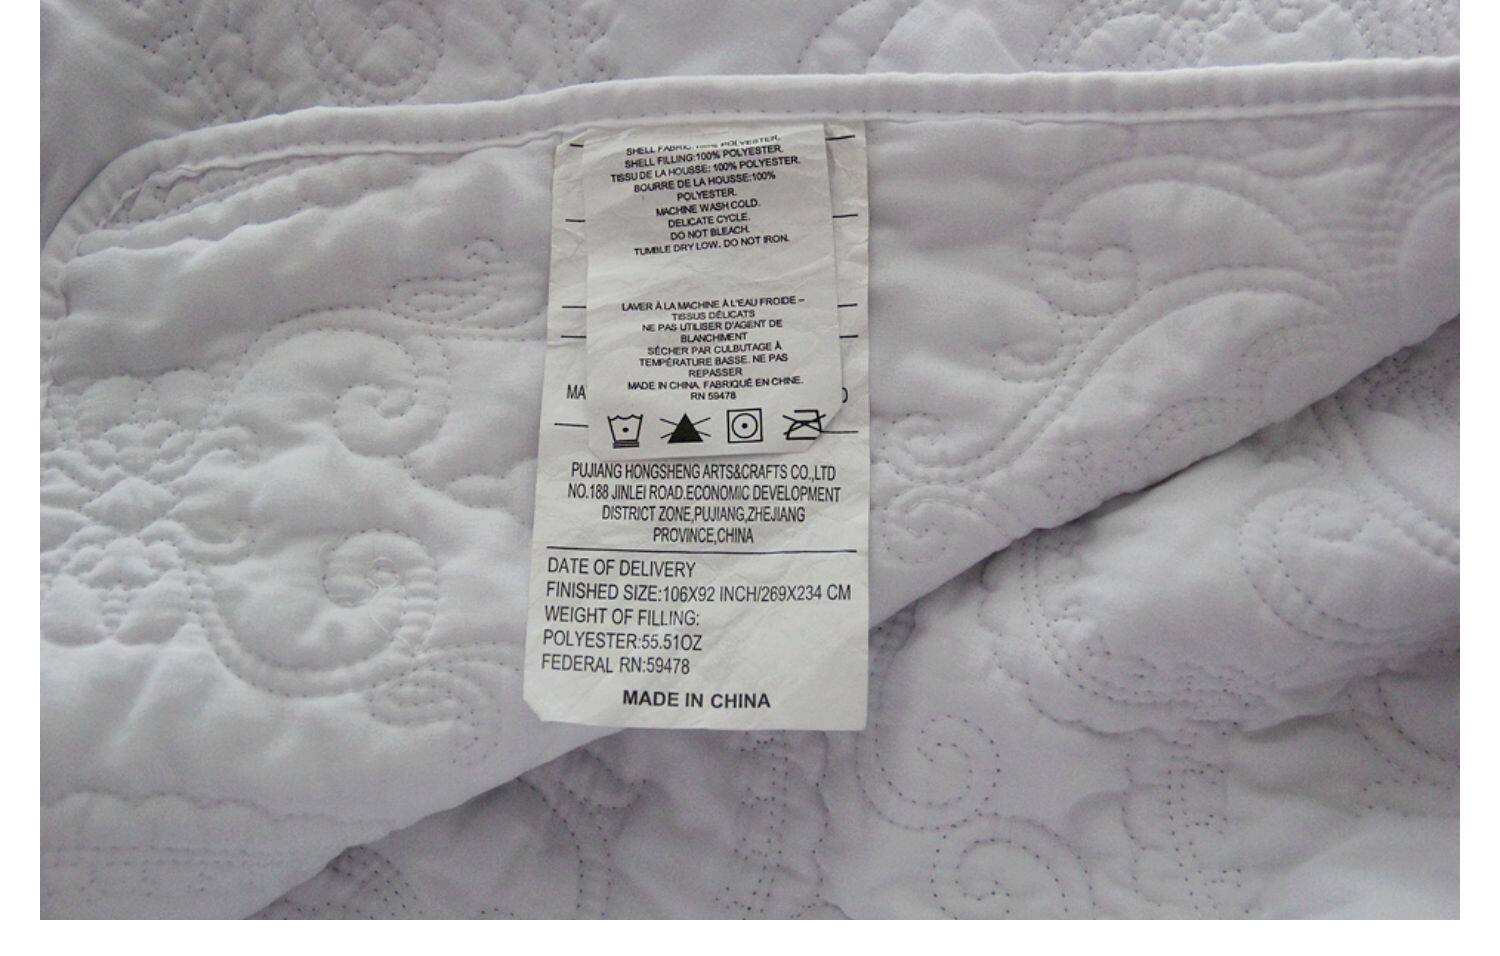 SHELL FABRIC: 100% POLYESTER.
SHELL FILLING:100% POLYESTER.
TISSU DE LA HOUSSE: 100% POLYESTER.
BOURRE DE LA HOUSSE:100%
POLYESTER.
MACHINE WASH COLD.
DELICATE CYCLE.
DO NOT BLEACH.
TUMBLE DRY LOW. DO NOT IRON.
LAVER À LA MACHINE À L'EAU FROIDE –
TISSUS DÉLICATS
NE PAS UTILISER D'AGENT DE
BLANCHIMENT
SÉCHER PAR CULBUTAGE À
TEMPÉRATURE BASSE. NE PAS
REPASSER
MADE IN CHINA. FABRIQUÉ EN CHINE.
RN 59478
MA
PUJIANG HONGSHENG ARTS&CRAFTS CO.,LTD
NO.188 JINLEI ROAD.ECONOMIC DEVELOPMENT
DISTRICT ZONE,PUJIANG,ZHEJIANG
PROVINCE,CHINA
DATE OF DELIVERY
FINISHED SIZE:106X92 INCH/269X234 CM
WEIGHT OF FILLING:
POLYESTER:55.51OZ
FEDERAL RN:59478
MADE IN CHINA